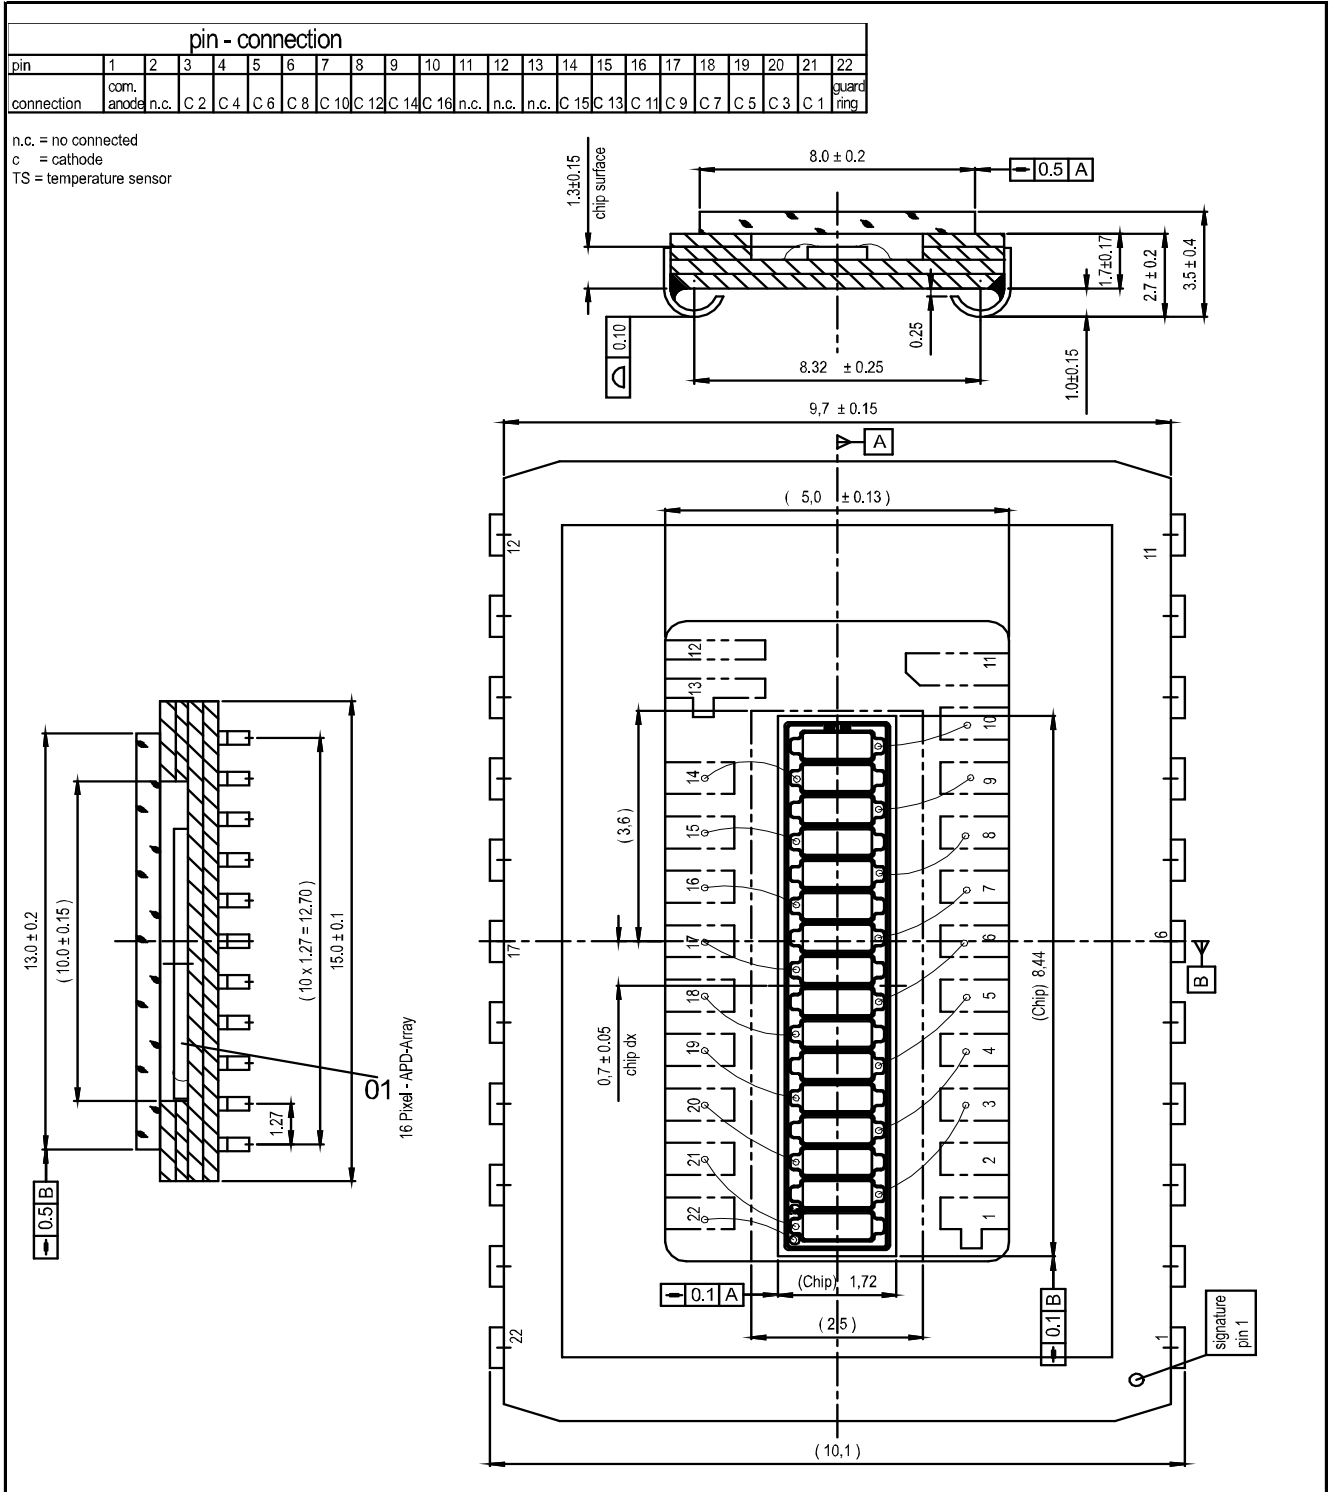 pin - connection
pin 1 2 3 4 5 6 7 8 9 10 11 12 13 14 15 16 17 18 19 20 21 22
connection com. anode n.c. C 2 C 4 C 6 C 8 C 10 C 12 C 14 C 16 n.c. n.c. n.c. C 15 C 13 C 11 C 9 C 7 C 5 C 3 C 1 guard ring
n.c. = no connected
c = cathode
TS = temperature sensor
1.3±0.15
chip surface
8.0 ± 0.2
0.5 A
1.7±0.17
2.7 ± 0.2
3.5 ± 0.4
0.10
0.25
8.32 ± 0.25
1.0±0.15
9,7 ± 0.15
A
( 5,0 ± 0.13 )
12
11
12
11
13
10
14
9
( 3,6 )
15
8
16
7
17
17
6
6
B
18
5
0,7 ± 0.05
chip dx
(Chip) 8,44
19
4
20
3
21
2
22
1
(Chip) 1,72
0.1 A
( 2,5 )
0.1 B
22
1
signature
pin 1
( 10,1 )
13.0 ± 0.2
( 10.0 ± 0.15 )
( 10 x 1.27 = 12.70 )
15.0 ± 0.1
1.27
01
16 Pixel - APD-Array
0.5 B